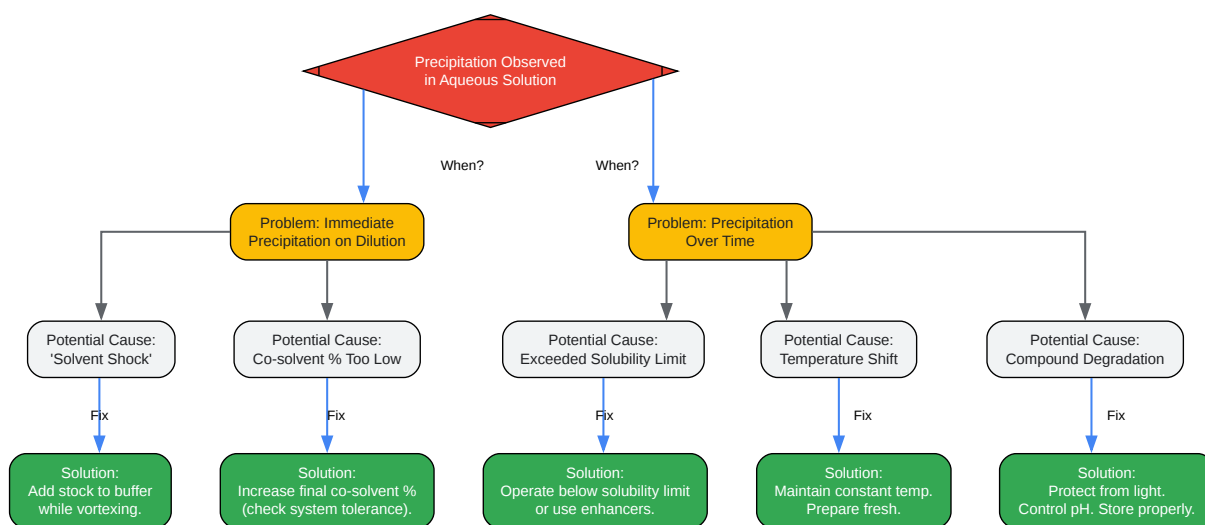 Precipitation Observed
in Aqueous Solution
When?
When?
Problem: Immediate
Precipitation on Dilution
Problem: Precipitation
Over Time
Potential Cause:
'Solvent Shock'
Potential Cause:
Co-solvent % Too Low
Potential Cause:
Exceeded Solubility Limit
Potential Cause:
Temperature Shift
Potential Cause:
Compound Degradation
Fix
Fix
Fix
Fix
Fix
Solution:
Add stock to buffer
while vortexing.
Solution:
Increase final co-solvent %
(check system tolerance).
Solution:
Operate below solubility limit
or use enhancers.
Solution:
Maintain constant temp.
Prepare fresh.
Solution:
Protect from light.
Control pH. Store properly.